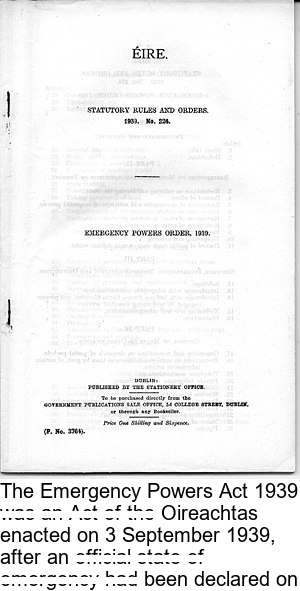 ÉIRE.
STATUTORY RULES AND ORDERS.
1939. No. 224.
EMERGENCY POWERS ORDER, 1939.
DUBLIN:
PUBLISHED BY THE STATIONERY OFFICE.
To be purchased directly from the
GOVERNMENT PUBLICATIONS SALE OFFICE, 3-4 COLLEGE STREET, DUBLIN,
or through any Bookseller.
Price One Shilling and Sixpence.
(P. No. 3764).
The Emergency Powers Act 1939
was an Act of the Oireachtas
enacted on 3 September 1939,
after an official state of
emergency had been declared on